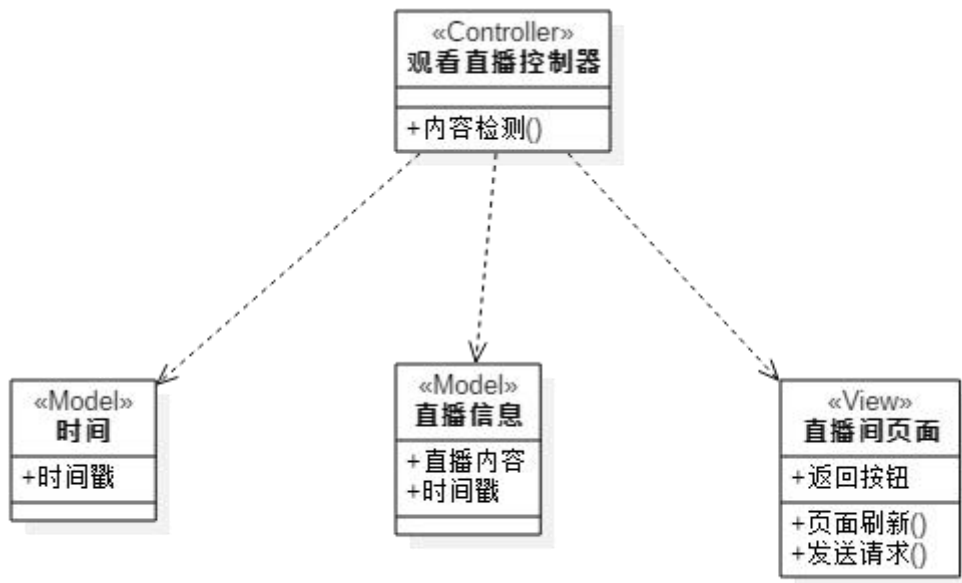 «Controller»
观看直播控制器
+内容检测()
«Model»
时间
+时间戳
«Model»
直播信息
+直播内容
+时间戳
«View»
直播间页面
+返回按钮
+页面刷新()
+发送请求()